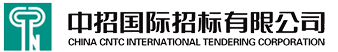 中招国际招标有限公司
CHINA CNTC INTERNATIONAL TENDERING CORPORATION